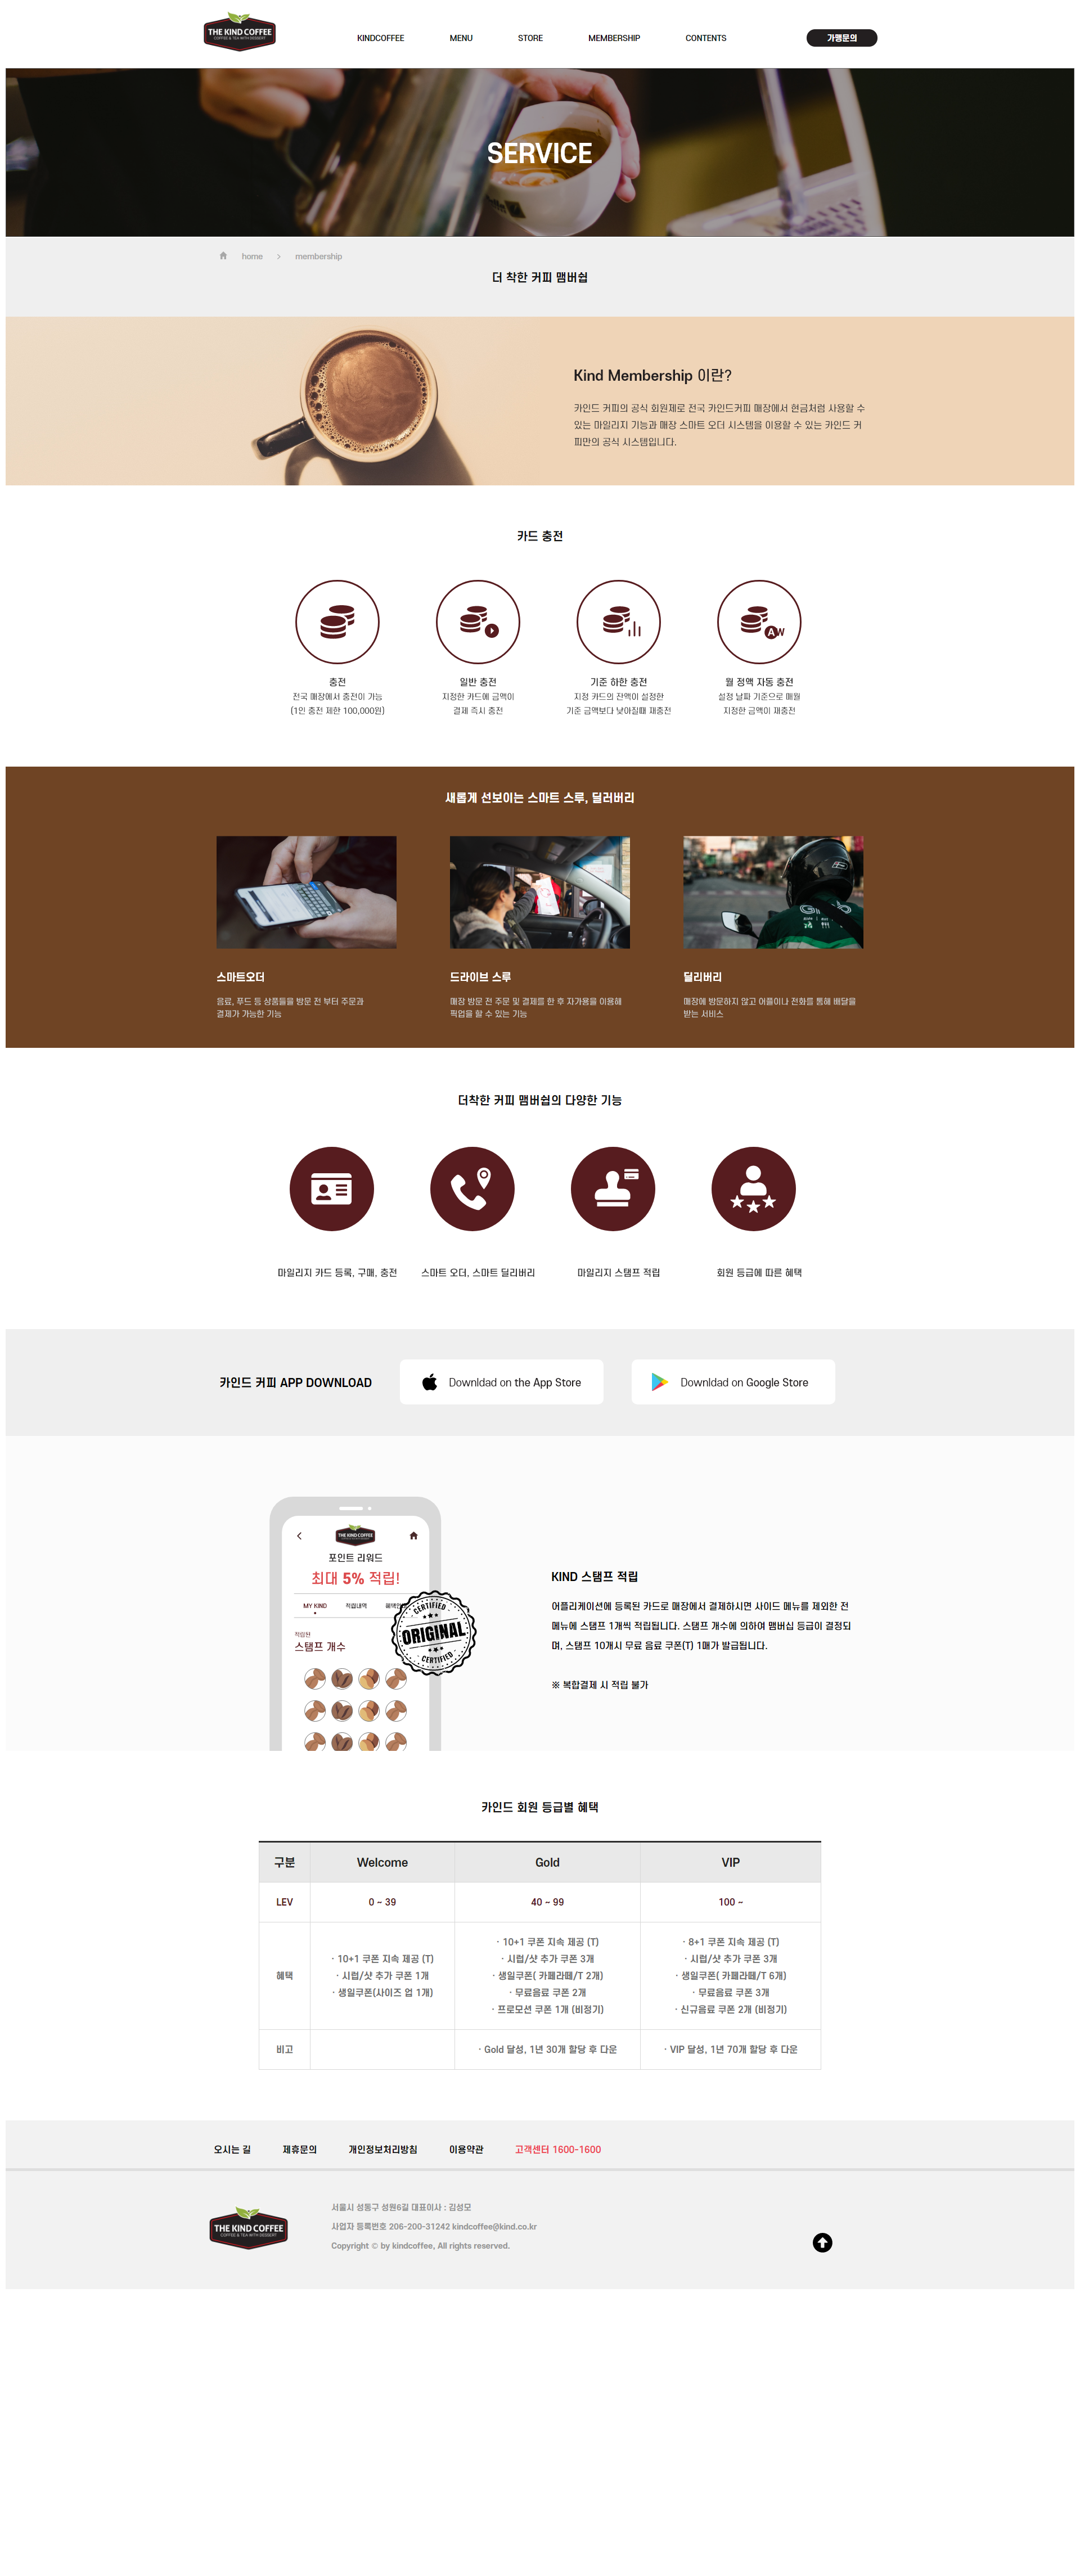 THE KIND COFFEE
COFFEE & TEA WITH DESSERT
KINDCOFFEE
MENU
STORE
MEMBERSHIP
CONTENTS
가맹문의
SERVICE
home > membership
더 착한 커피 맴버쉽
Kind Membership 이란?
카인드 커피의 공식 회원제로 전국 카인드커피 매장에서 현금처럼 사용할 수
있는 마일리지 기능과 매장 스마트 오더 시스템을 이용할 수 있는 카인드 커
피만의 공식 시스템입니다.
카드 충전
충전
전국 매장에서 충전이 가능
(1인 충전 제한 100,000원)
일반 충전
지정한 카드에 금액이
결제 즉시 충전
기준 하한 충전
지정 카드의 잔액이 설정한
기준 금액보다 낮아질때 재충전
월 정액 자동 충전
설정 날짜 기준으로 매월
지정한 금액이 재충전
새롭게 선보이는 스마트 스루, 딜러버리
스마트오더
음료, 푸드 등 상품들을 방문 전 부터 주문과
결제가 가능한 기능
드라이브 스루
매장 방문 전 주문 및 결제를 한 후 자가용을 이용해
픽업을 할 수 있는 기능
딜리버리
매장에 방문하지 않고 어플이나 전화를 통해 배달을
받는 서비스
더착한 커피 맴버쉽의 다양한 기능
마일리지 카드 등록, 구매, 충전
스마트 오더, 스마트 딜리버리
마일리지 스탬프 적립
회원 등급에 따른 혜택
카인드 커피 APP DOWNLOAD
Downldad on the App Store
Downldad on Google Store
THE KIND COFFEE
포인트 리워드
최대 5% 적립!
MY KIND
적립내역
적립된
스탬프 개수
CERTIFIED
ORIGINAL
CERTIFIED
KIND 스탬프 적립
어플리케이션에 등록된 카드로 매장에서 결제하시면 사이드 메뉴를 제외한 전
메뉴에 스탬프 1개씩 적립됩니다. 스탬프 개수에 의하여 맴버십 등급이 결정되
며, 스탬프 10개시 무료 음료 쿠폰(T) 1매가 발급됩니다.
※ 복합결제 시 적립 불가
카인드 회원 등급별 혜택
구분 Welcome Gold VIP
LEV 0 ~ 39 40 ~ 99 100 ~
혜택
· 10+1 쿠폰 지속 제공 (T)
· 시럽/샷 추가 쿠폰 1개
· 생일쿠폰(사이즈 업 1개)
· 10+1 쿠폰 지속 제공 (T)
· 시럽/샷 추가 쿠폰 3개
· 생일쿠폰( 카페라떼/T 2개)
· 무료음료 쿠폰 2개
· 프로모션 쿠폰 1개 (비정기)
· 8+1 쿠폰 지속 제공 (T)
· 시럽/샷 추가 쿠폰 3개
· 생일쿠폰( 카페라떼/T 6개)
· 무료음료 쿠폰 3개
· 신규음료 쿠폰 2개 (비정기)
비고
· Gold 달성, 1년 30개 할당 후 다운
· VIP 달성, 1년 70개 할당 후 다운
오시는 길
제휴문의
개인정보처리방침
이용약관
고객센터 1600-1600
THE KIND COFFEE
COFFEE & TEA WITH DESSERT
서울시 성동구 성원6길 대표이사 : 김성모
사업자 등록번호 206-200-31242 kindcoffee@kind.co.kr
Copyright © by kindcoffee, All rights reserved.